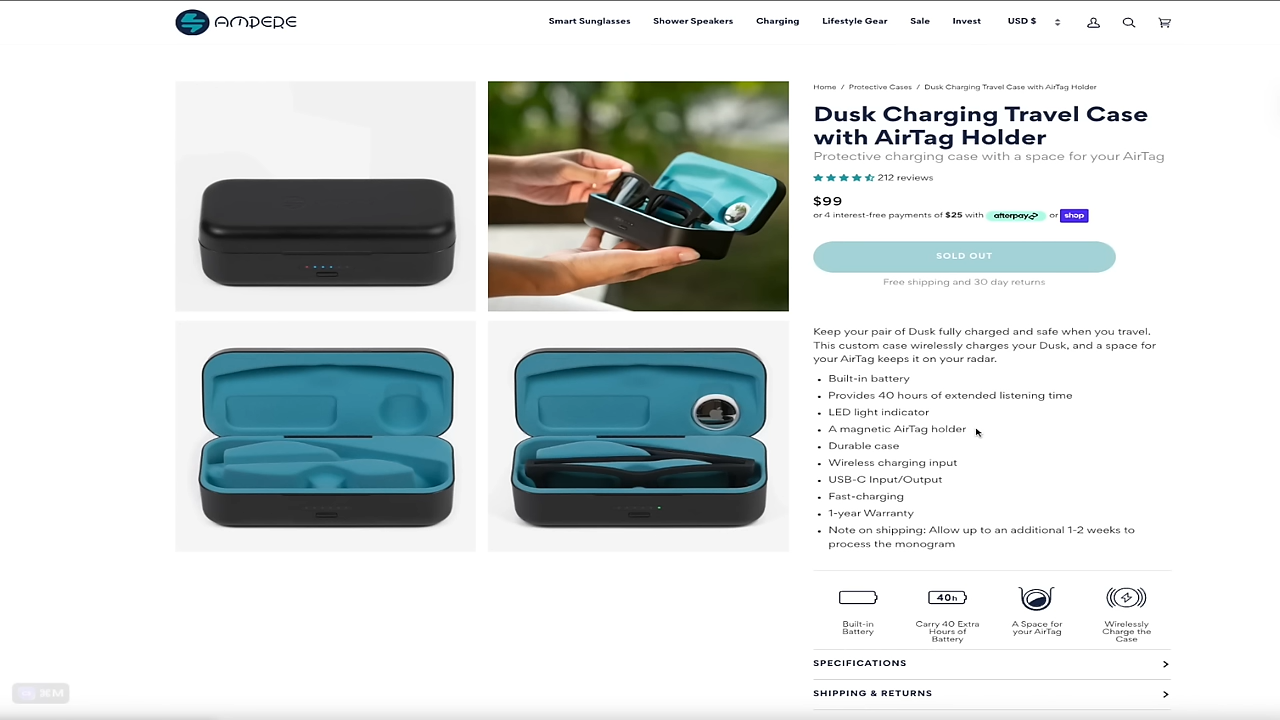 AMPERE
Smart Sunglasses Shower Speakers Charging Lifestyle Gear Sale Invest USD $
Home / Protective Cases / Dusk Charging Travel Case with AirTag Holder
Dusk Charging Travel Case
with AirTag Holder
Protective charging case with a space for your AirTag
212 reviews
$99
or 4 interest-free payments of $25 with afterpay or shop
SOLD OUT
Free shipping and 30 day returns
Keep your pair of Dusk fully charged and safe when you travel.
This custom case wirelessly charges your Dusk, and a space for
your AirTag keeps it on your radar.
• Built-in battery
• Provides 40 hours of extended listening time
• LED light indicator
• A magnetic AirTag holder
• Durable case
• Wireless charging input
• USB-C Input/Output
• Fast-charging
• 1-year Warranty
• Note on shipping: Allow up to an additional 1-2 weeks to
process the monogram
40h
Built-in
Battery
Carry 40 Extra
Hours of
Battery
A Space for
your AirTag
Wirelessly
Charge the
Case
SPECIFICATIONS
SHIPPING & RETURNS
⌘M